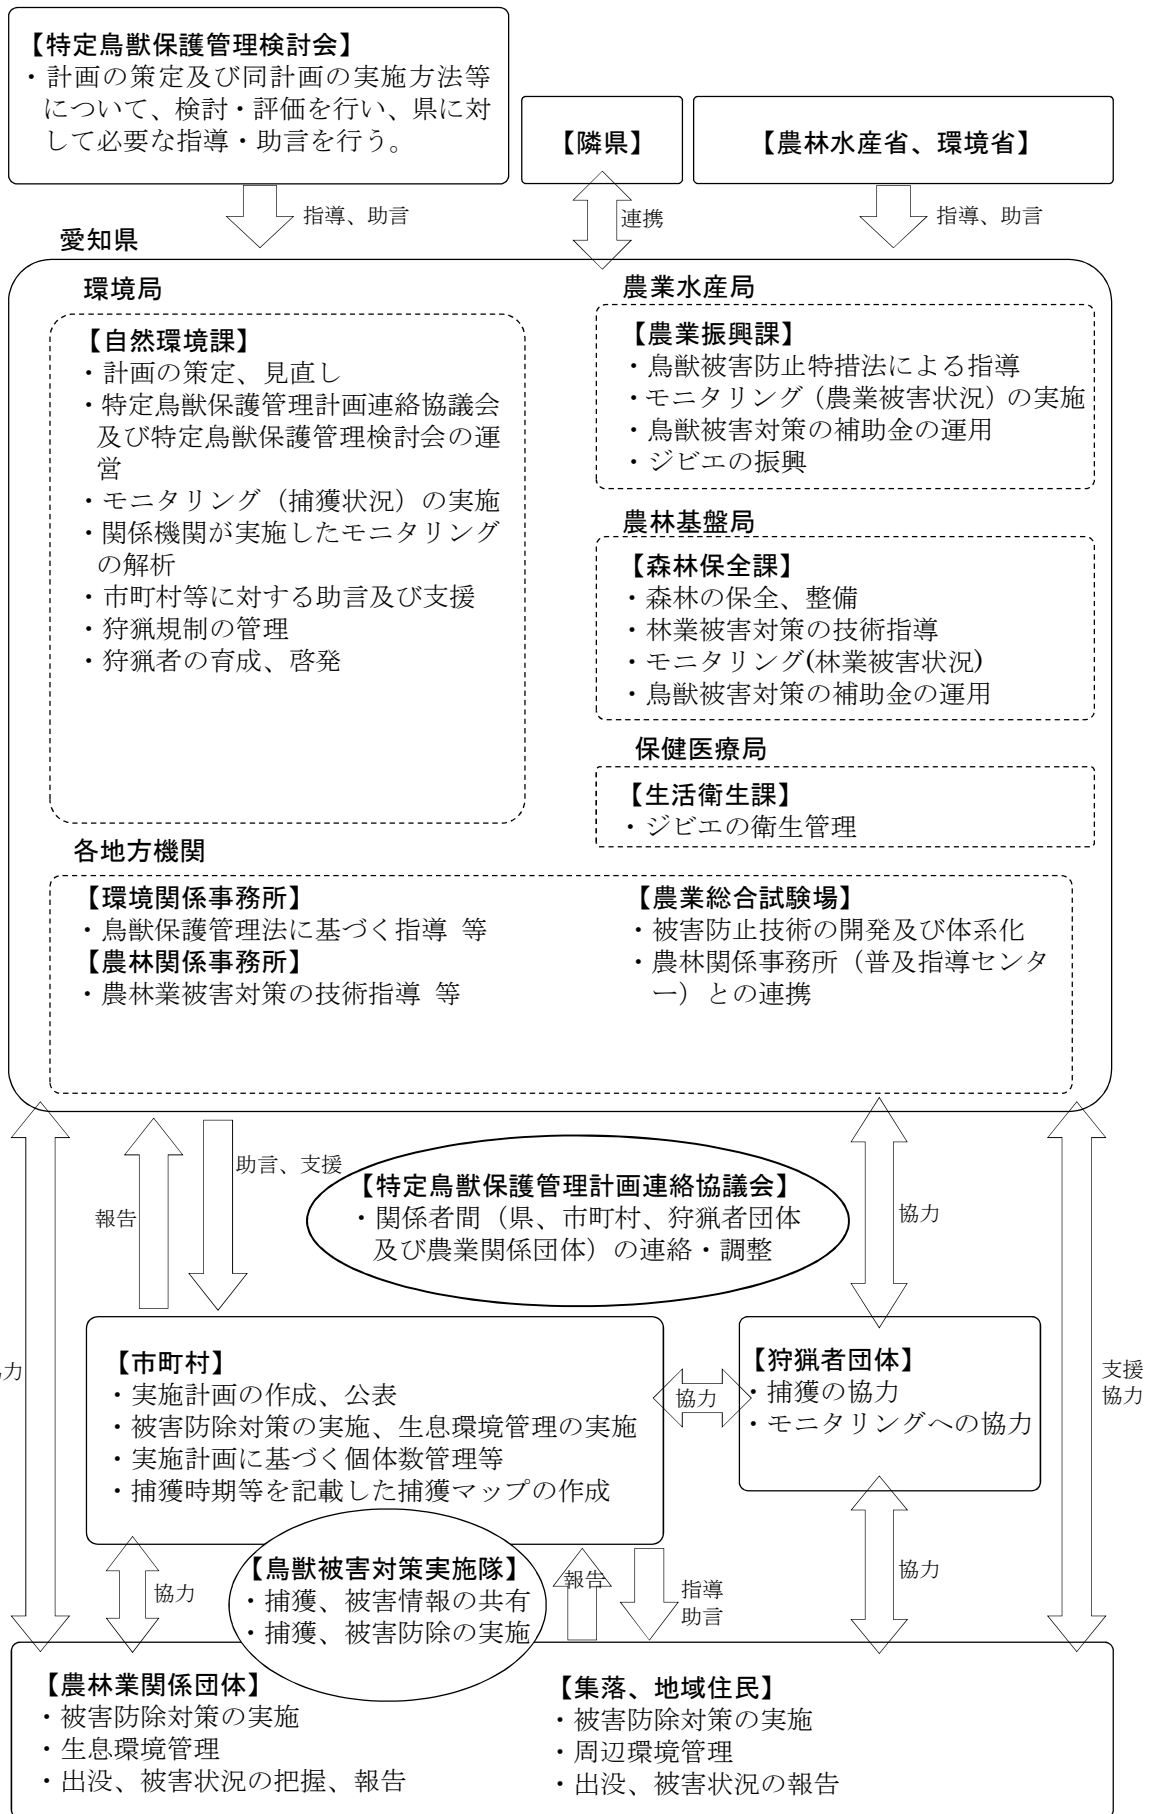 【特定鳥獣保護管理検討会】
・計画の策定及び同計画の実施方法等
について、検討・評価を行い、県に対
して必要な指導・助言を行う。
【隣県】
【農林水産省、環境省】
指導、助言
連携
指導、助言
愛知県
環境局
【自然環境課】
・計画の策定、見直し
・特定鳥獣保護管理計画連絡協議会
及び特定鳥獣保護管理検討会の運
営
・モニタリング（捕獲状況）の実施
・関係機関が実施したモニタリング
の解析
・市町村等に対する助言及び支援
・狩猟規制の管理
・狩猟者の育成、啓発
農業水産局
【農業振興課】
・鳥獣被害防止特措法による指導
・モニタリング（農業被害状況）の実施
・鳥獣被害対策の補助金の運用
・ジビエの振興
農林基盤局
【森林保全課】
・森林の保全、整備
・林業被害対策の技術指導
・モニタリング(林業被害状況)
・鳥獣被害対策の補助金の運用
保健医療局
【生活衛生課】
・ジビエの衛生管理
各地方機関
【環境関係事務所】
・鳥獣保護管理法に基づく指導 等
【農林関係事務所】
・農林業被害対策の技術指導 等
【農業総合試験場】
・被害防止技術の開発及び体系化
・農林関係事務所（普及指導センタ
ー）との連携
報告
助言、支援
【特定鳥獣保護管理計画連絡協議会】
・関係者間（県、市町村、狩猟者団体
及び農業関係団体）の連絡・調整
協力
力
支援
協力
【市町村】
・実施計画の作成、公表
・被害防除対策の実施、生息環境管理の実施
・実施計画に基づく個体数管理等
・捕獲時期等を記載した捕獲マップの作成
協力
【狩猟者団体】
・捕獲の協力
・モニタリングへの協力
協力
【鳥獣被害対策実施隊】
・捕獲、被害情報の共有
・捕獲、被害防除の実施
報告
指導
助言
協力
【農林業関係団体】
・被害防除対策の実施
・生息環境管理
・出没、被害状況の把握、報告
【集落、地域住民】
・被害防除対策の実施
・周辺環境管理
・出没、被害状況の報告